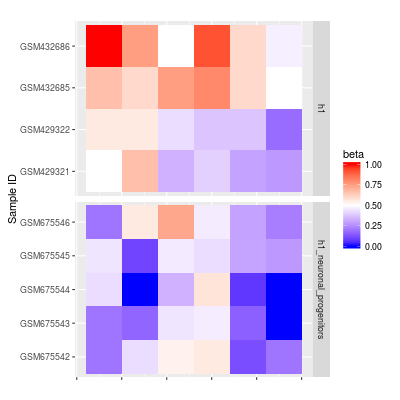 Sample ID
GSM432686
GSM432685
GSM429322
GSM429321
h1
GSM675546
GSM675545
GSM675544
GSM675543
GSM675542
h1_neuronal_progenitors
beta
1.00
0.75
0.50
0.25
0.00